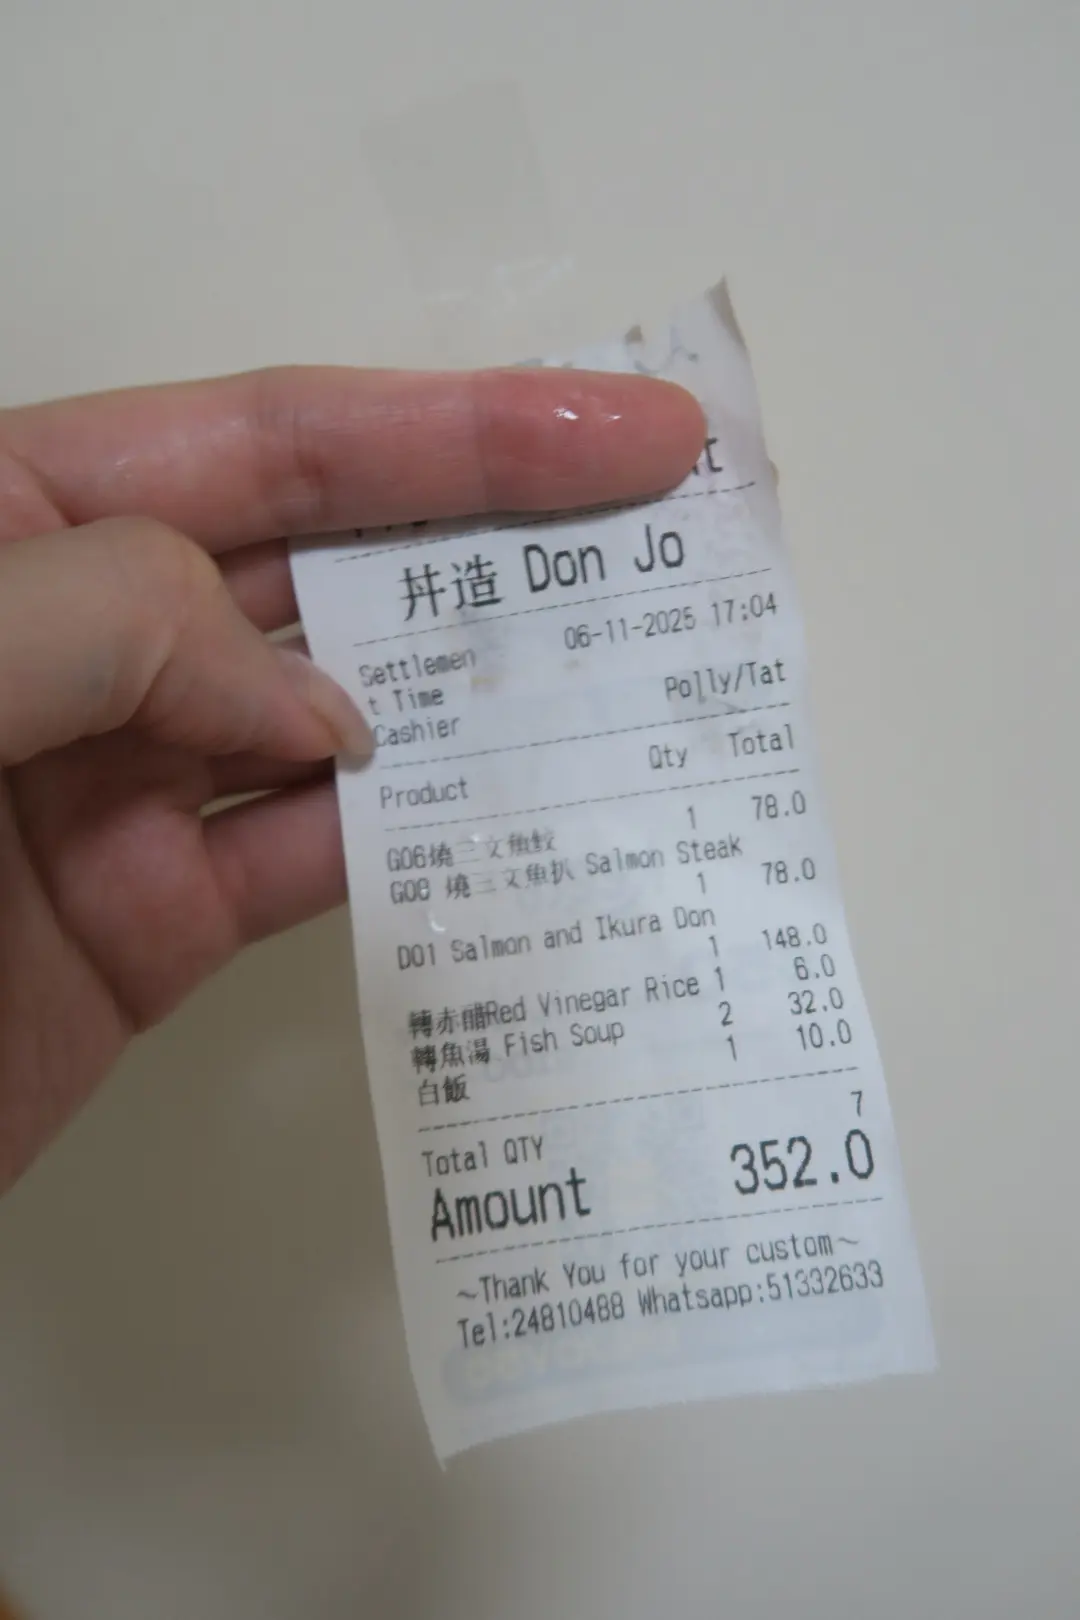 丼造 Don Jo
Settlemen 06-11-2025 17:04
t Time
Cashier Polly/Tat
Product Qty Total
G06燒三文魚鮫 1 78.0
G08 燒三文魚扒 Salmon Steak
1 78.0
D01 Salmon and Ikura Don
1 148.0
轉赤醋Red Vinegar Rice 1 6.0
轉魚湯 Fish Soup 2 32.0
白飯 1 10.0
Total QTY 7
Amount 352.0
~Thank You for your custom~
Tel:24810488 Whatsapp:51332633